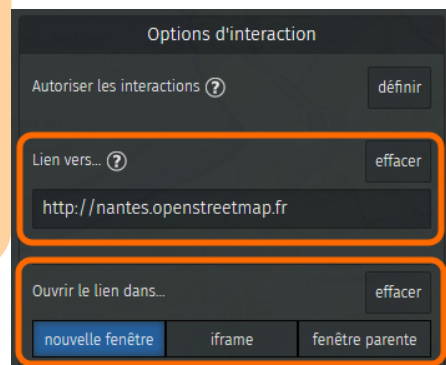 Options d'interaction
Autoriser les interactions ? définir
Lien vers... ? effacer
http://nantes.openstreetmap.fr
Ouvrir le lien dans... effacer
nouvelle fenêtre iframe fenêtre parente